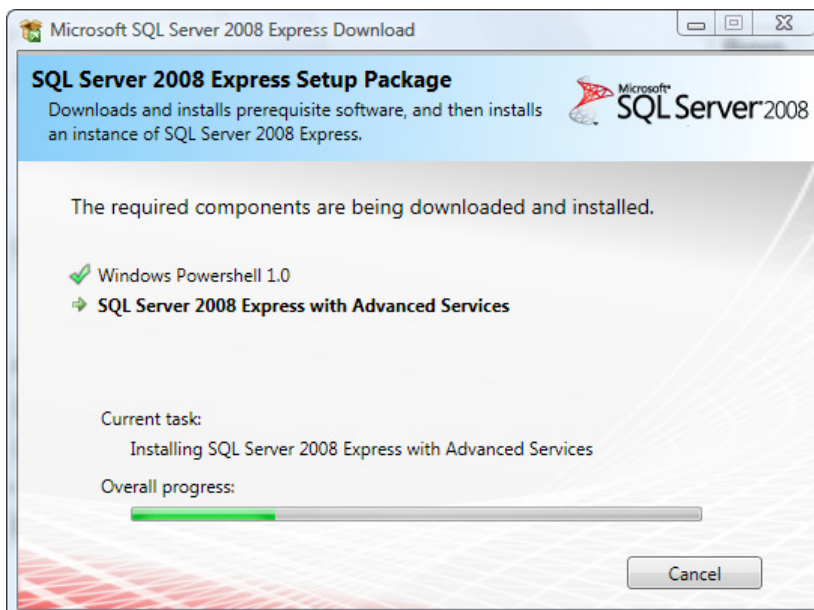 Microsoft SQL Server 2008 Express Download
SQL Server 2008 Express Setup Package
Downloads and installs prerequisite software, and then installs
an instance of SQL Server 2008 Express.
Microsoft®
SQL Server® 2008
The required components are being downloaded and installed.
Windows Powershell 1.0
SQL Server 2008 Express with Advanced Services
Current task:
Installing SQL Server 2008 Express with Advanced Services
Overall progress:
Cancel